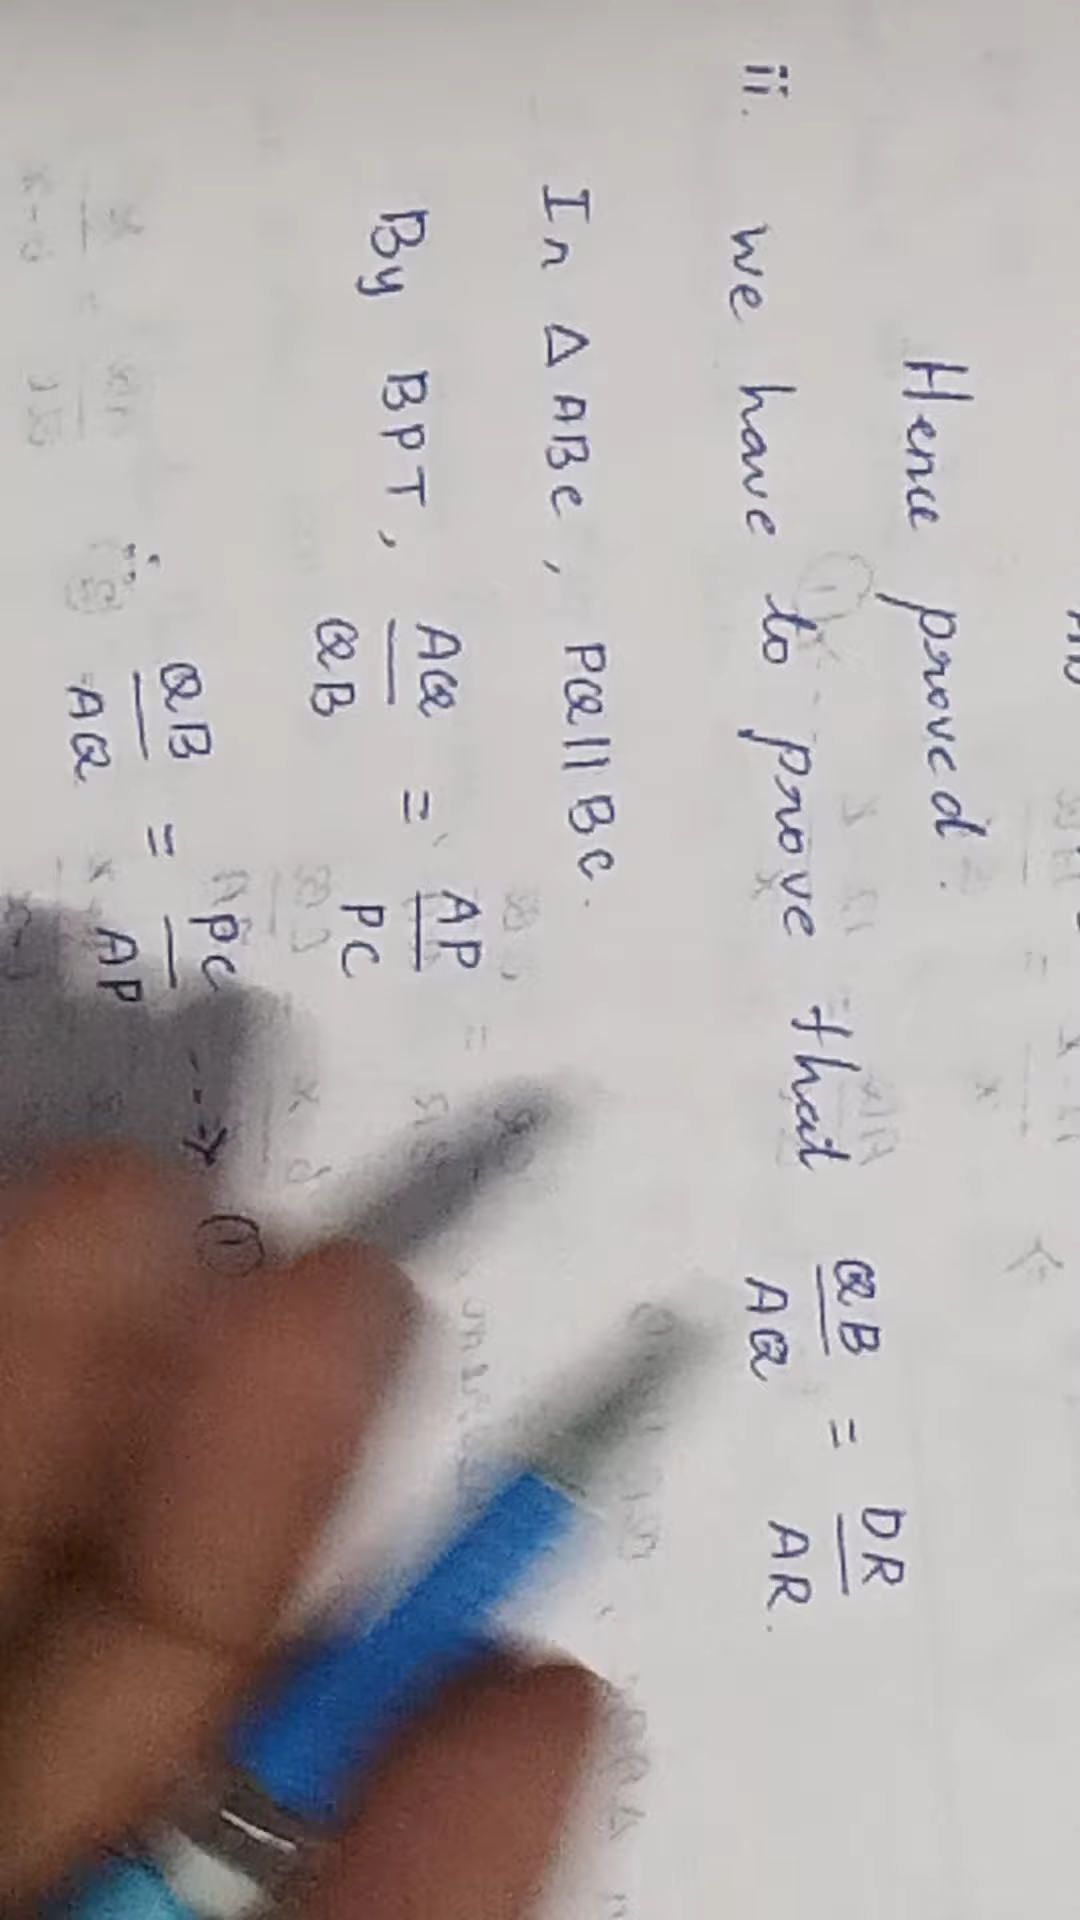 Hence proved.
ii. we have to prove that QB/AQ = DR/AR.
In Δ ABC, PQ || BC.
By BPT, AQ/QB = AP/PC
∴ QB/AQ = PC/AP --→ ①